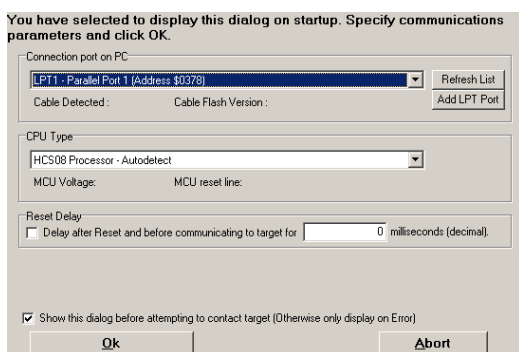 You have selected to display this dialog on startup. Specify communications
parameters and click OK.
Connection port on PC
LPT1 - Parallel Port 1 (Address $0378)
Refresh List
Cable Detected :
Cable Flash Version :
Add LPT Port
CPU Type
HCS08 Processor - Autodetect
MCU Voltage:
MCU reset line:
Reset Delay
Delay after Reset and before communicating to target for
0
milliseconds (decimal).
Show this dialog before attempting to contact target (Otherwise only display on Error)
Ok
Abort